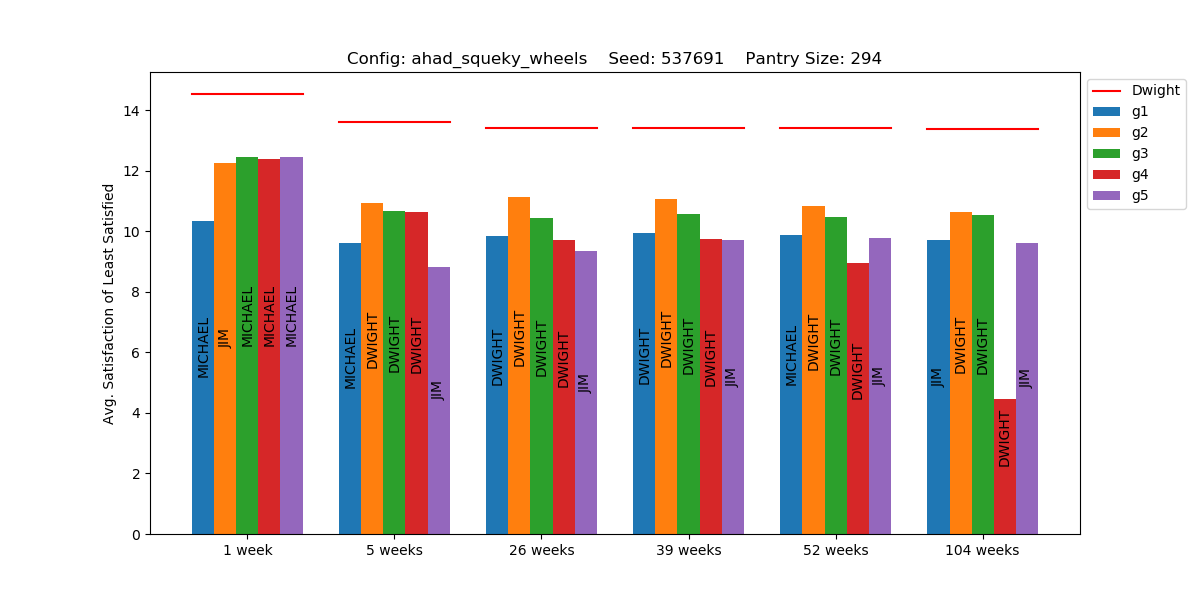 Config: ahad_squeky_wheels    Seed: 537691    Pantry Size: 294
Avg. Satisfaction of Least Satisfied
14
12
10
8
6
4
2
0
MICHAEL
JIM
MICHAEL
MICHAEL
MICHAEL
MICHAEL
DWIGHT
DWIGHT
DWIGHT
JIM
DWIGHT
DWIGHT
DWIGHT
DWIGHT
JIM
DWIGHT
DWIGHT
DWIGHT
DWIGHT
JIM
MICHAEL
DWIGHT
DWIGHT
DWIGHT
JIM
JIM
DWIGHT
DWIGHT
DWIGHT
JIM
1 week
5 weeks
26 weeks
39 weeks
52 weeks
104 weeks
Dwight
g1
g2
g3
g4
g5